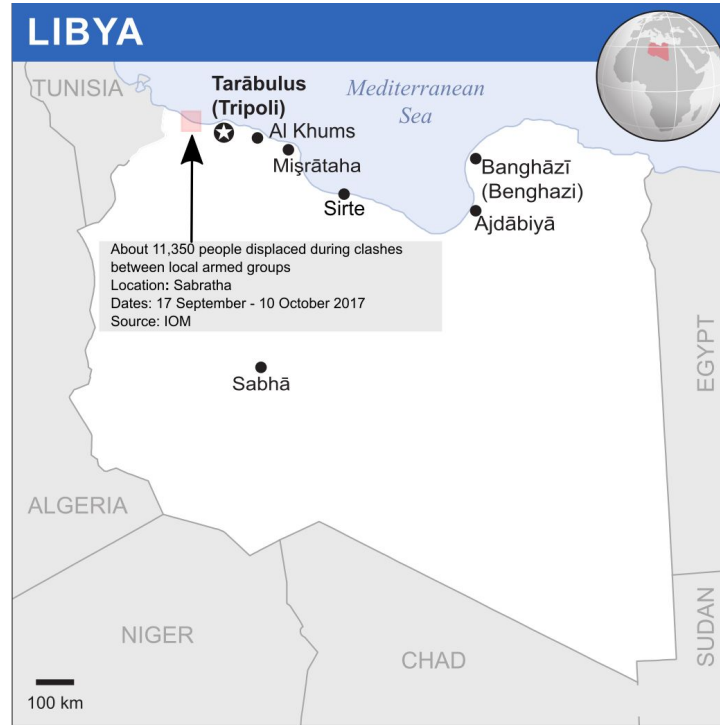 LIBYA
TUNISIA
Tarābulus
(Tripoli)
Mediterranean
Sea
Al Khums
Mişrātaha
Sirte
Banghāzī
(Benghazi)
Ajdābiyā
About 11,350 people displaced during clashes
between local armed groups
Location: Sabratha
Dates: 17 September - 10 October 2017
Source: IOM
Sabhā
EGYPT
ALGERIA
NIGER
CHAD
SUDAN
100 km